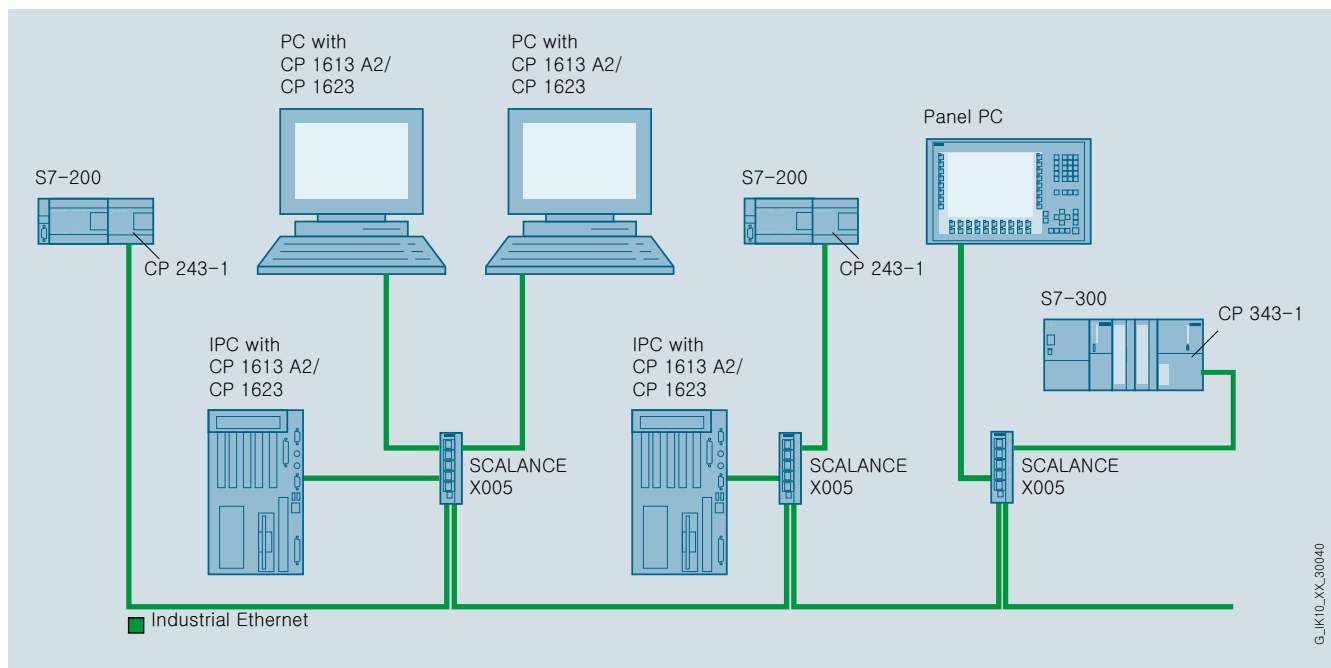 PC with
CP 1613 A2/
CP 1623
PC with
CP 1613 A2/
CP 1623
Panel PC
S7-200
S7-200
CP 243-1
CP 243-1
S7-300
CP 343-1
IPC with
CP 1613 A2/
CP 1623
IPC with
CP 1613 A2/
CP 1623
SCALANCE
X005
SCALANCE
X005
SCALANCE
X005
Industrial Ethernet
G_IK10_XX_30040